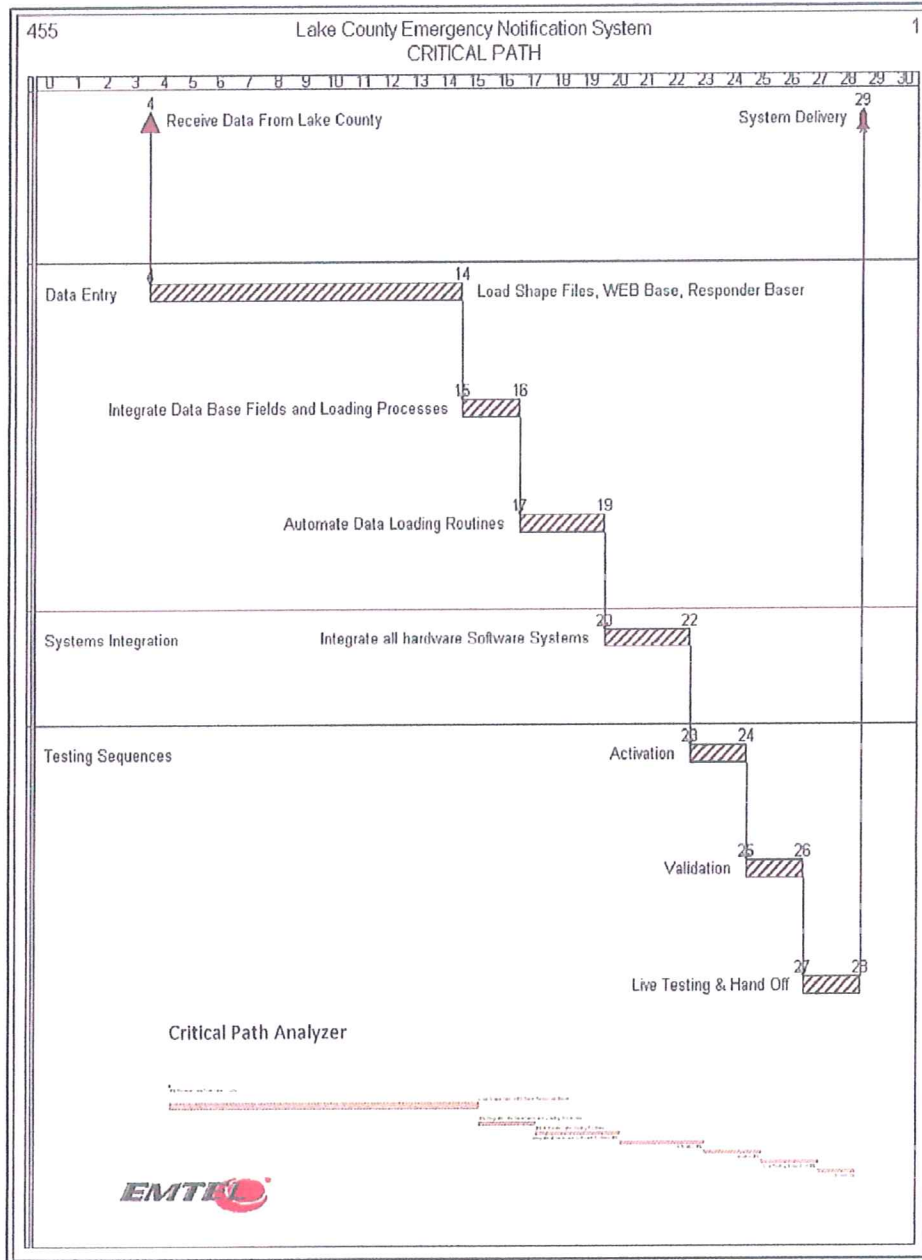 455 Lake County Emergency Notification System 1
CRITICAL PATH
0 1 2 3 4 5 6 7 8 9 10 11 12 13 14 15 16 17 18 19 20 21 22 23 24 25 26 27 28 29 30
4 29
Receive Data From Lake County System Delivery
4 14
Data Entry Load Shape Files, WEB Base, Responder Baser
15 16
Integrate Data Base Fields and Loading Processes
17 19
Automate Data Loading Routines
20 22
Systems Integration Integrate all hardware Software Systems
23 24
Testing Sequences Activation
25 26
Validation
27 28
Live Testing & Hand Off
Critical Path Analyzer
EMTEL